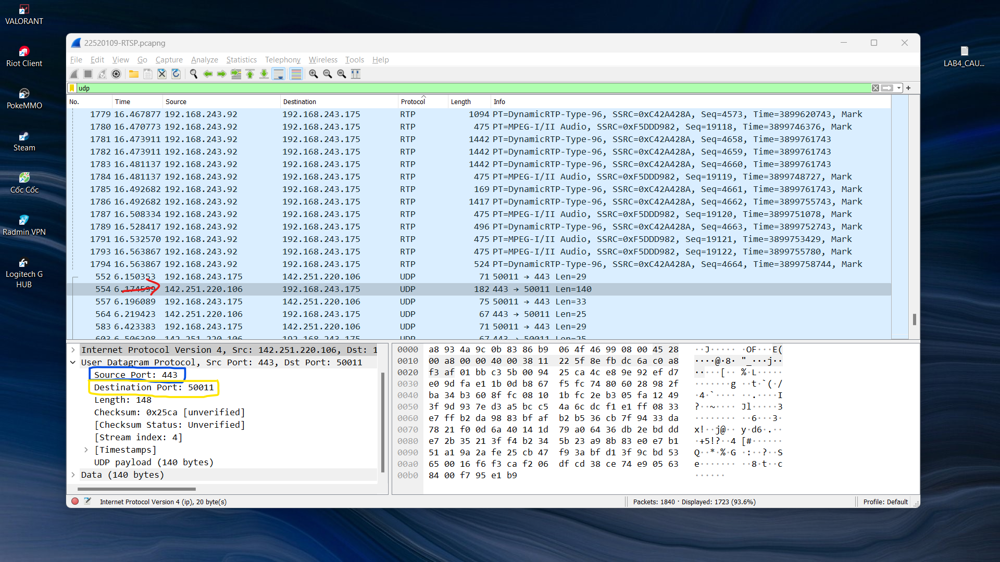 VALORANT
Riot Client
PokeMMO
Steam
Cốc Cốc
Radmin VPN
Logitech G
HUB
LAB4_CAU...
22520109-RTSP.pcapng
File Edit View Go Capture Analyze Statistics Telephony Wireless Tools Help
udp
No. Time Source Destination Protocol Length Info
1779 16.467877 192.168.243.92 192.168.243.175 RTP 1094 PT=DynamicRTP-Type-96, SSRC=0xC42A428A, Seq=4573, Time=3899620743, Mark
1780 16.470773 192.168.243.92 192.168.243.175 RTP 475 PT=MPEG-I/II Audio, SSRC=0xF5DDD982, Seq=19118, Time=3899746376, Mark
1781 16.473911 192.168.243.92 192.168.243.175 RTP 1442 PT=DynamicRTP-Type-96, SSRC=0xC42A428A, Seq=4658, Time=3899761743
1782 16.473911 192.168.243.92 192.168.243.175 RTP 1442 PT=DynamicRTP-Type-96, SSRC=0xC42A428A, Seq=4659, Time=3899761743
1783 16.481137 192.168.243.92 192.168.243.175 RTP 1442 PT=DynamicRTP-Type-96, SSRC=0xC42A428A, Seq=4660, Time=3899761743
1784 16.481137 192.168.243.92 192.168.243.175 RTP 475 PT=MPEG-I/II Audio, SSRC=0xF5DDD982, Seq=19119, Time=3899748727, Mark
1785 16.492682 192.168.243.92 192.168.243.175 RTP 169 PT=DynamicRTP-Type-96, SSRC=0xC42A428A, Seq=4661, Time=3899761743, Mark
1786 16.492682 192.168.243.92 192.168.243.175 RTP 1417 PT=DynamicRTP-Type-96, SSRC=0xC42A428A, Seq=4662, Time=3899755743, Mark
1787 16.508334 192.168.243.92 192.168.243.175 RTP 475 PT=MPEG-I/II Audio, SSRC=0xF5DDD982, Seq=19120, Time=3899751078, Mark
1789 16.528417 192.168.243.92 192.168.243.175 RTP 496 PT=DynamicRTP-Type-96, SSRC=0xC42A428A, Seq=4663, Time=3899752743, Mark
1791 16.532570 192.168.243.92 192.168.243.175 RTP 475 PT=MPEG-I/II Audio, SSRC=0xF5DDD982, Seq=19121, Time=3899753429, Mark
1793 16.563867 192.168.243.92 192.168.243.175 RTP 475 PT=MPEG-I/II Audio, SSRC=0xF5DDD982, Seq=19122, Time=3899755780, Mark
1794 16.563867 192.168.243.92 192.168.243.175 RTP 524 PT=DynamicRTP-Type-96, SSRC=0xC42A428A, Seq=4664, Time=3899758744, Mark
552 6.150353 192.168.243.175 142.251.220.106 UDP 71 50011 → 443 Len=29
554 6.174599 142.251.220.106 192.168.243.175 UDP 182 443 → 50011 Len=140
557 6.196089 192.168.243.175 142.251.220.106 UDP 75 50011 → 443 Len=33
564 6.219423 142.251.220.106 192.168.243.175 UDP 67 443 → 50011 Len=25
583 6.423383 192.168.243.175 142.251.220.106 UDP 71 50011 → 443 Len=29
603 6.506398 142.251.220.106 192.168.243.175 UDP 67 443 → 50011 Len=25
Internet Protocol Version 4, Src: 142.251.220.106, Dst: 1
User Datagram Protocol, Src Port: 443, Dst Port: 50011
Source Port: 443
Destination Port: 50011
Length: 148
Checksum: 0x25ca [unverified]
[Checksum Status: Unverified]
[Stream index: 4]
[Timestamps]
UDP payload (140 bytes)
Data (140 bytes)
0000 a8 93 4a 9c 0b 83 86 b9 06 4f 46 99 08 00 45 28 ··J····· ·OF···E(
0010 00 a8 00 00 40 00 38 11 22 5f 8e fb dc 6a c0 a8 ····@·8· "_···j··
0020 f3 af 01 bb c3 5b 00 94 25 ca 4c e8 9e 92 ef d7 ·····[·· %·L·····
0030 e0 9d fa e1 1b 0d b8 67 f5 fc 74 80 60 28 98 2f ·······g ··t·`(·/
0040 ba 34 b3 60 8f fc 08 10 1b fc 2e b3 05 fa 12 49 ·4·`···· ··.····I
0050 3f 9d 93 7e d3 a5 bc c5 4a 6c dc f1 e1 ff 08 33 ?··~···· Jl·····3
0060 e7 ff b2 da 98 83 bf af b2 b5 36 cb 7f 94 33 da ········ ··6···3·
0070 78 21 f0 0d 6a 40 14 1d 79 a0 64 36 db 2e bd dd x!··j@·· y·d6·.··
0080 e7 2b 35 21 3f f4 b2 34 5b 23 a9 8b 83 e0 e7 b1 ·+5!?··4 [#······
0090 51 a1 9a 2a fe 25 cb 47 f9 3a bf d1 3f 9c bd 53 Q··*·%·G ·:··?··S
00a0 65 00 16 f6 f3 ca f2 06 df cd 38 ce 74 e9 05 63 e······· ··8·t··c
00b0 84 00 f7 95 e1 b9 ······
Internet Protocol Version 4 (ip), 20 byte(s) Packets: 1840 · Displayed: 1723 (93.6%) Profile: Default